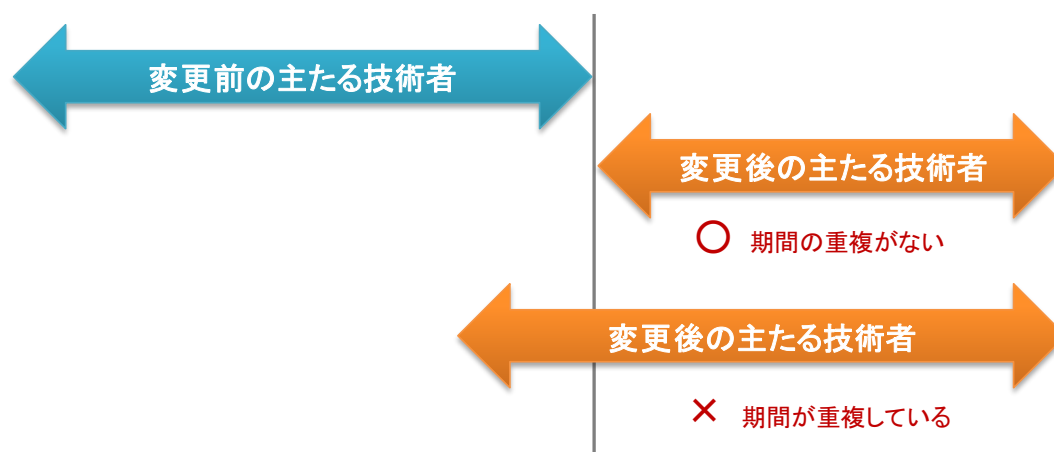 変更前の主たる技術者
変更後の主たる技術者
○ 期間の重複がない
変更後の主たる技術者
× 期間が重複している